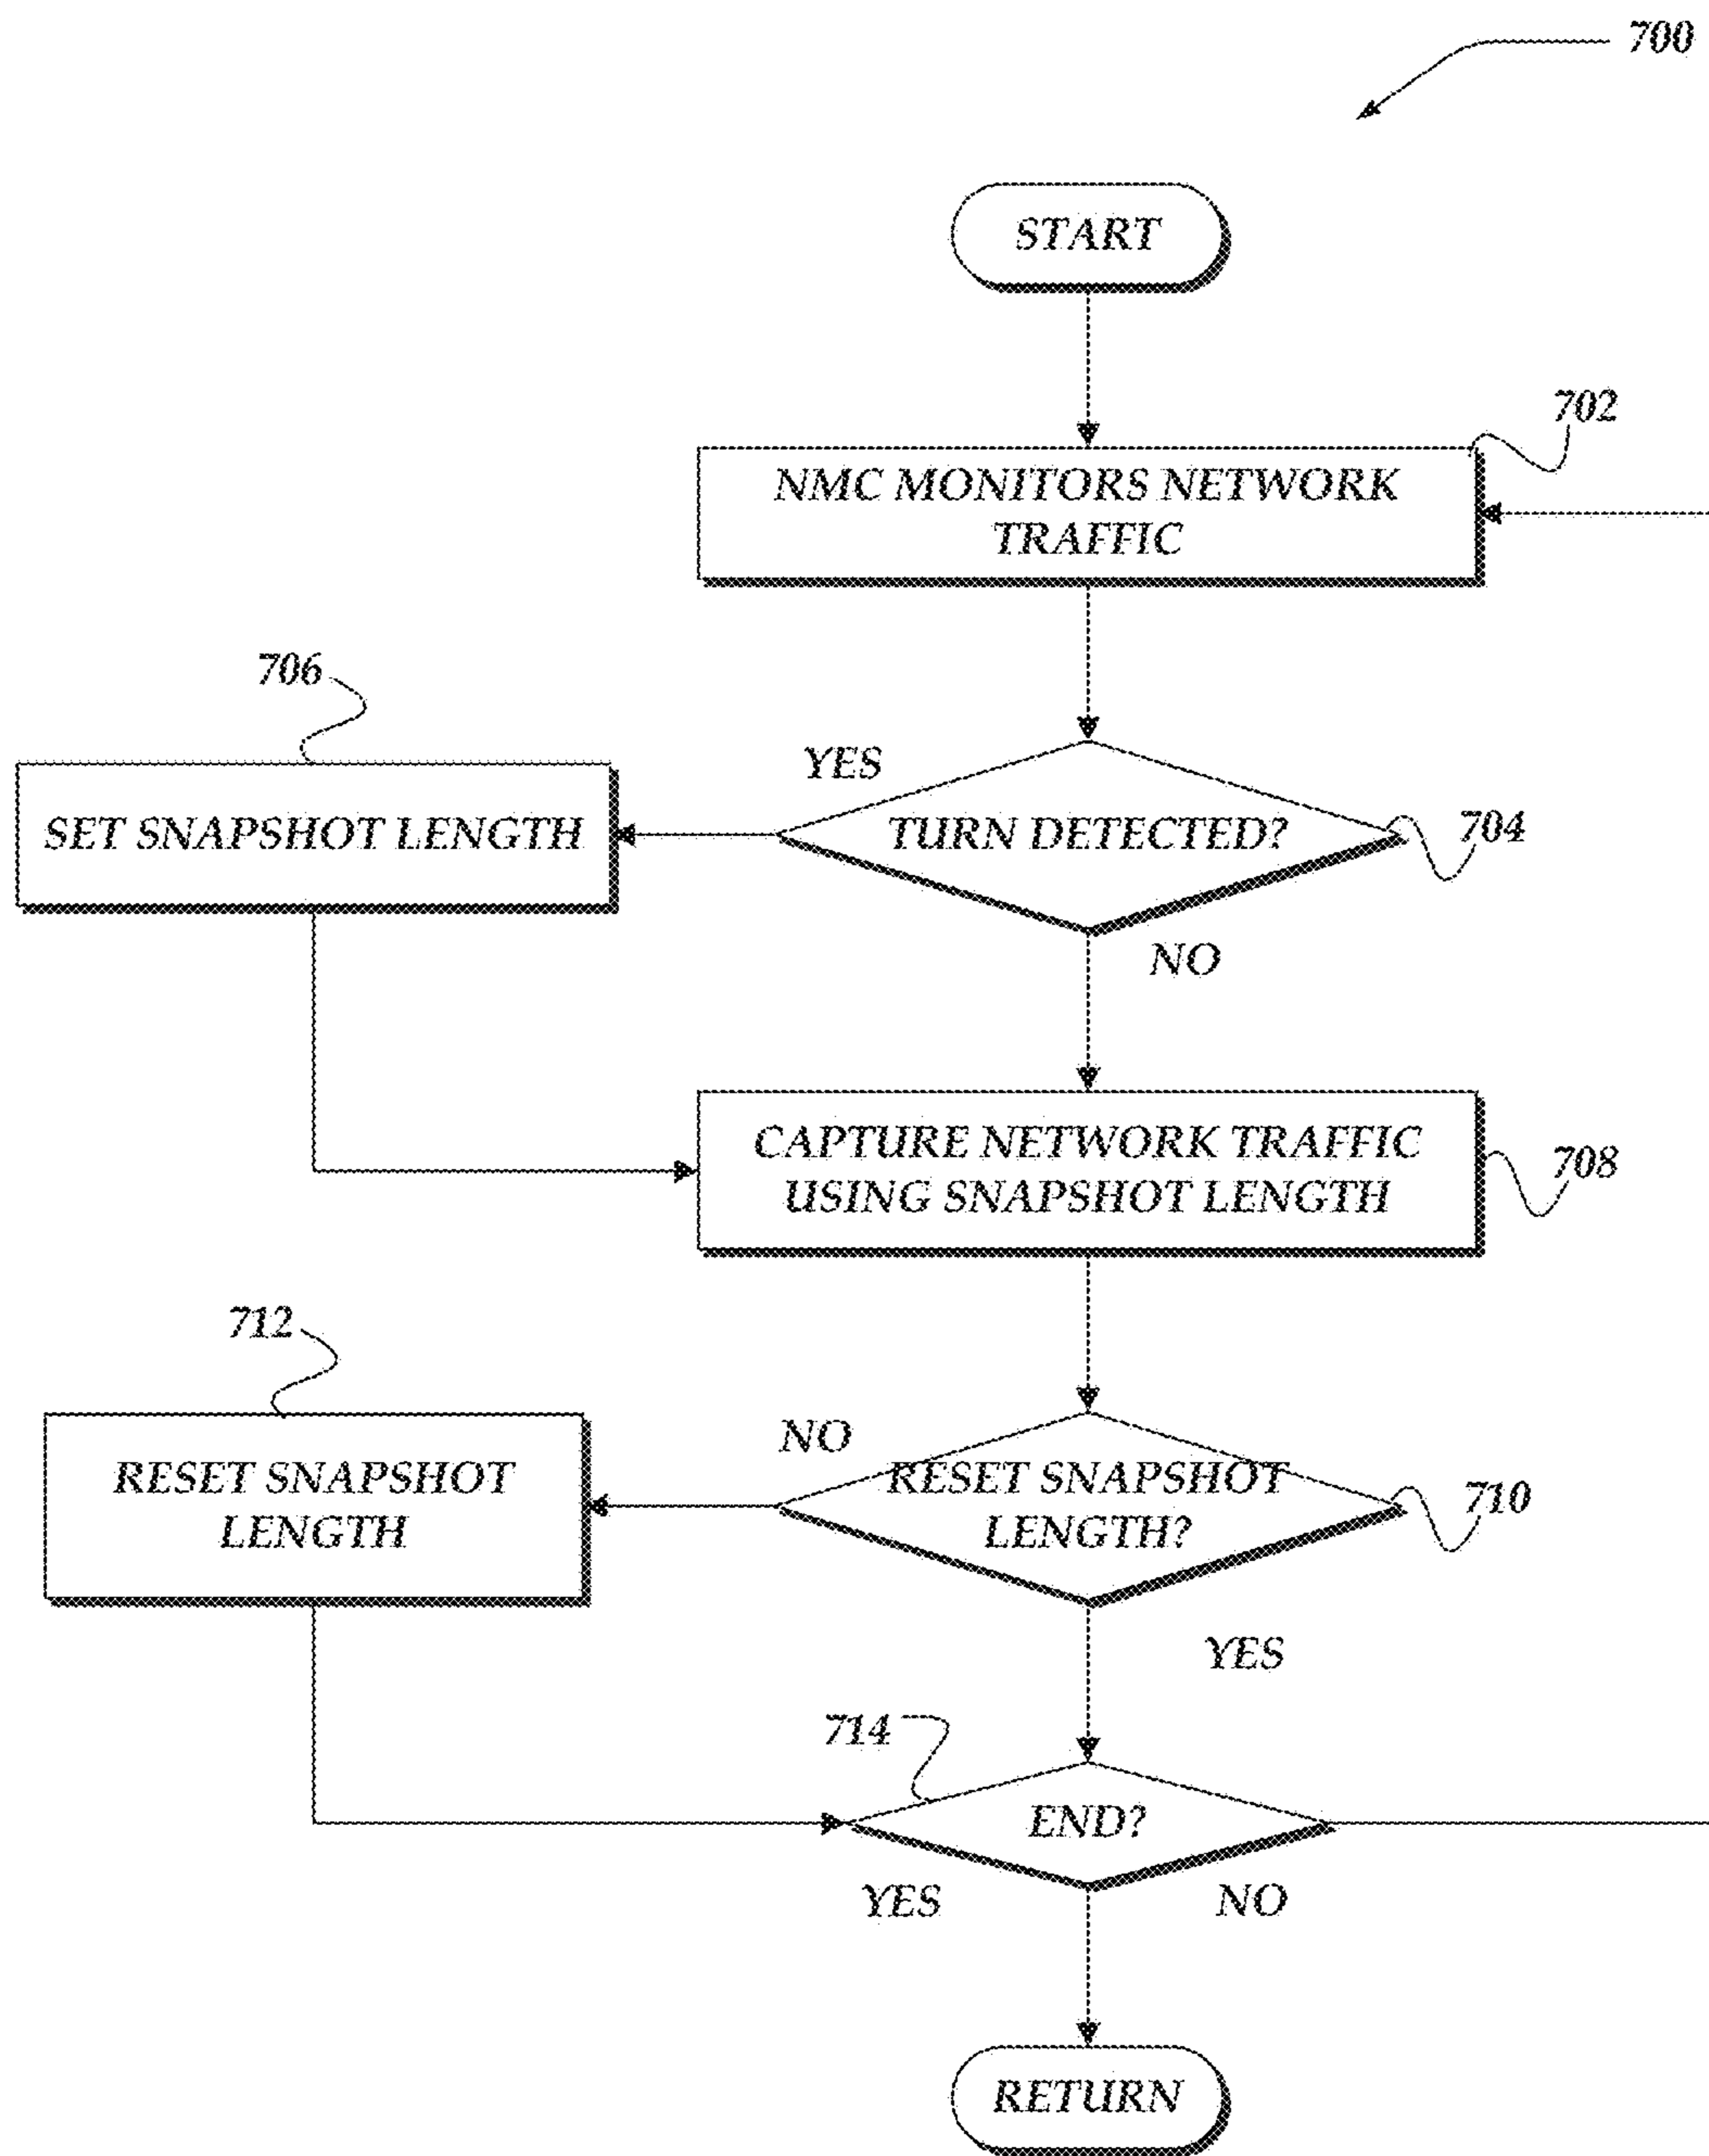 700
START
702
NMC MONITORS NETWORK
TRAFFIC
706
YES
SET SNAPSHOT LENGTH
TURN DETECTED?
704
NO
CAPTURE NETWORK TRAFFIC
USING SNAPSHOT LENGTH
708
712
NO
RESET SNAPSHOT
LENGTH
RESET SNAPSHOT
LENGTH?
710
YES
714
END?
YES
NO
RETURN